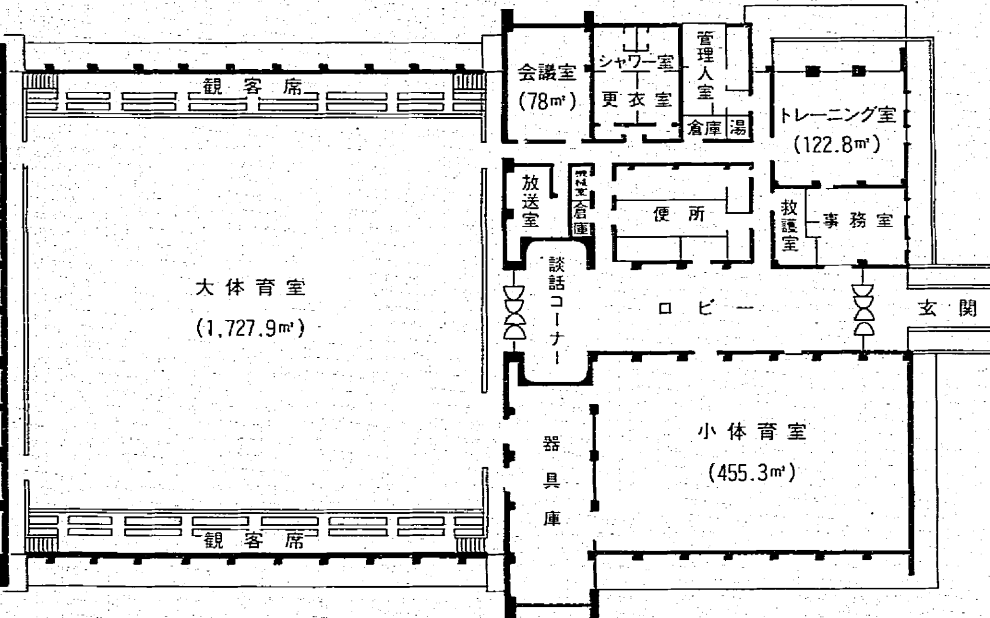 観客席
会議室
(78㎡)
シャワー室
更衣室
管理人室
倉庫
湯
トレーニング室
(122.8㎡)
放送室
機械室
倉庫
便所
救護室
事務室
大体育室
(1,727.9㎡)
談話コーナー
ロビー
玄関
器具庫
小体育室
(455.3㎡)
観客席